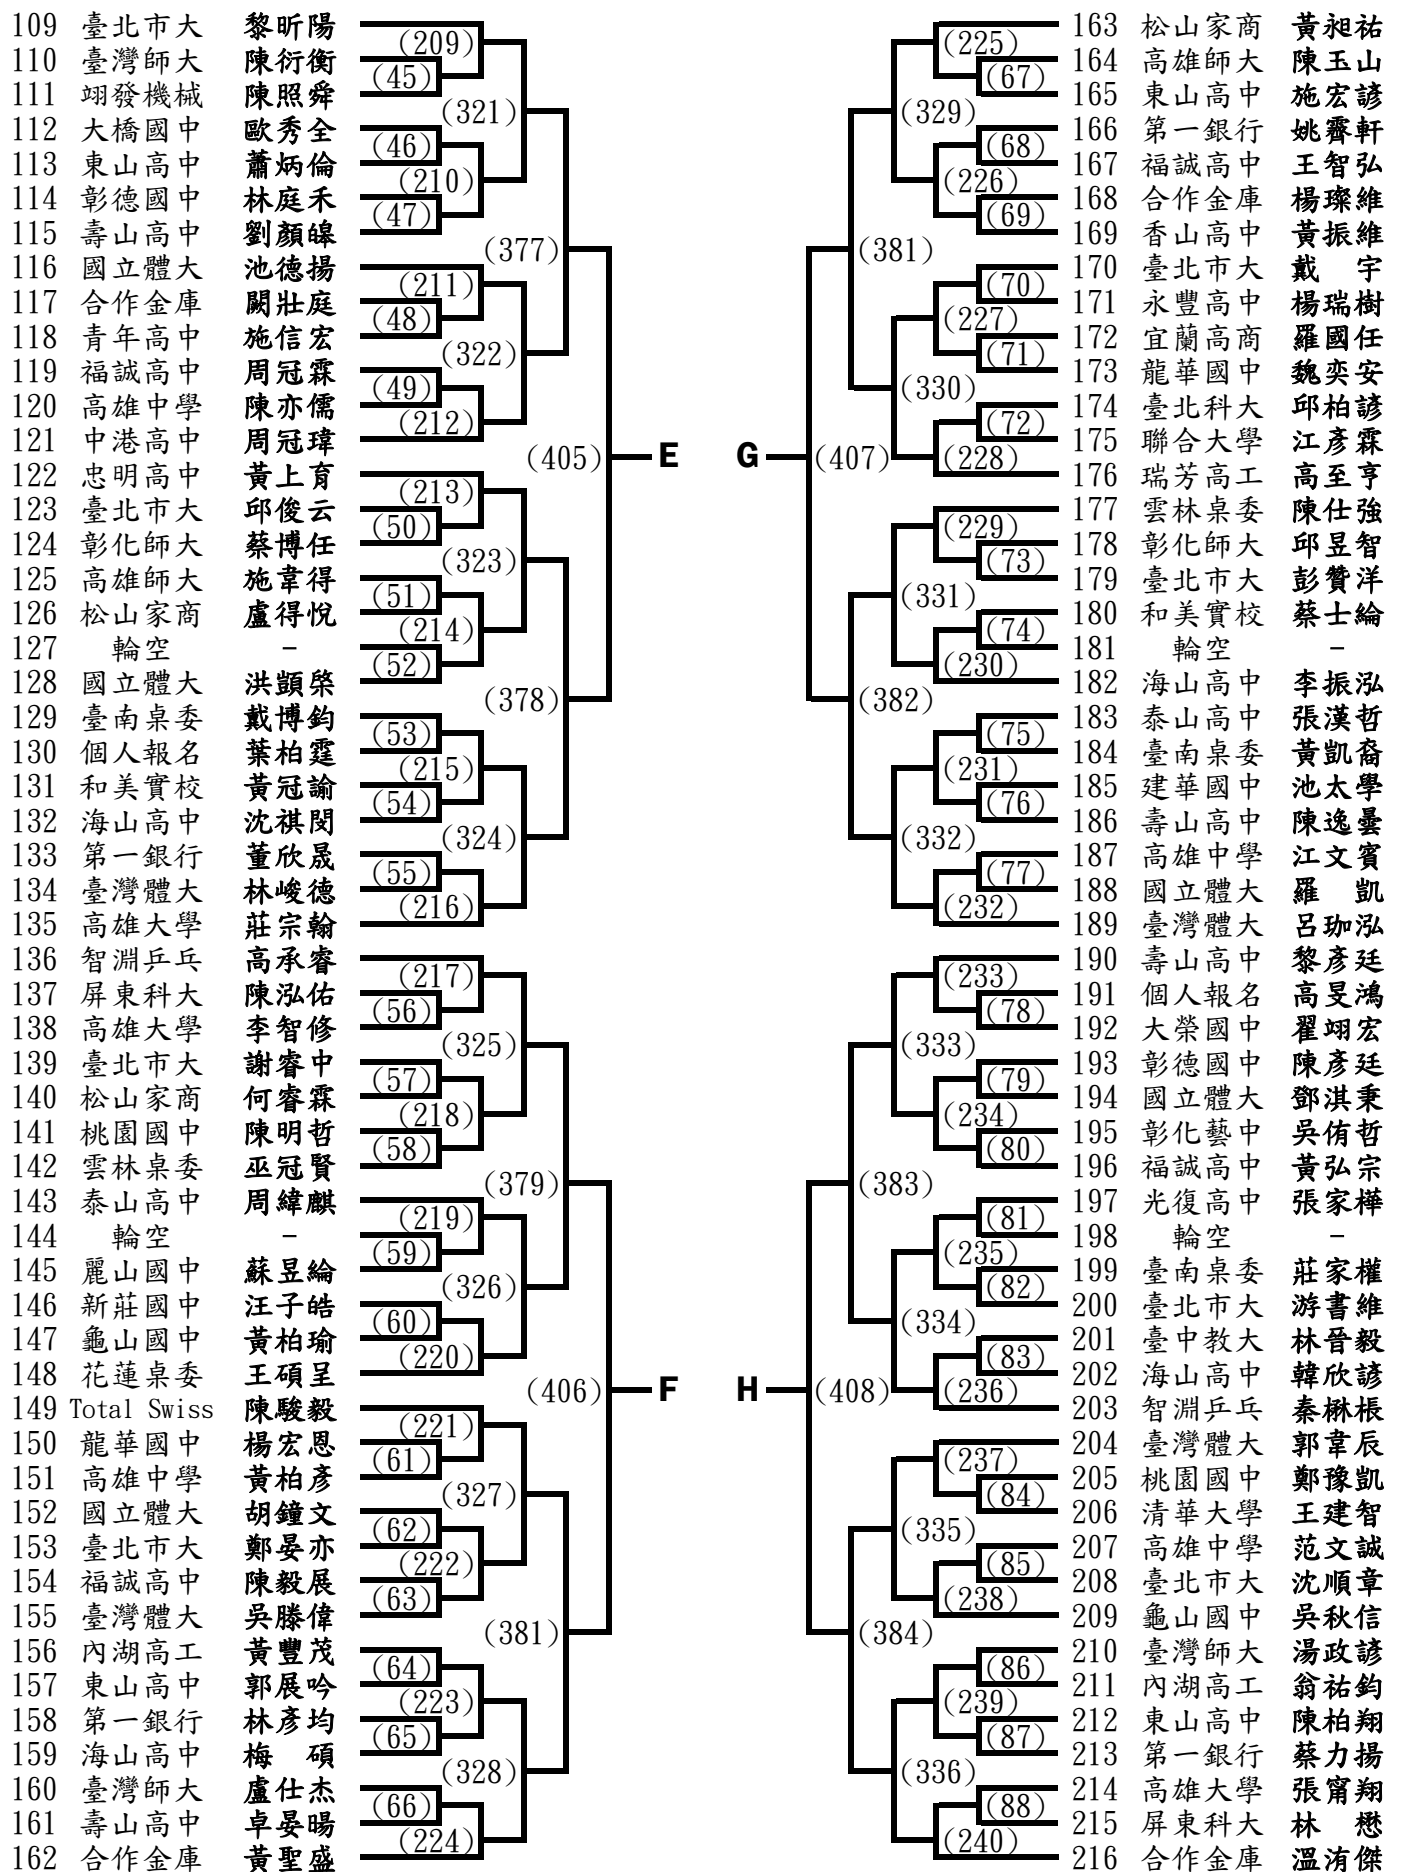 109 臺北市大 黎昕陽
(209)
110 臺灣師大 陳衍衡
(45)
111 翊發機械 陳照舜
(321)
112 大橋國中 歐秀全
(46)
113 東山高中 蕭炳倫
(210)
114 彰德國中 林庭禾
(47)
115 壽山高中 劉顏皞
(377)
116 國立體大 池德揚
(211)
117 合作金庫 闕壯庭
(48)
118 青年高中 施信宏
(322)
119 福誠高中 周冠霖
(49)
120 高雄中學 陳亦儒
(212)
121 中港高中 周冠瑋
(405) E
122 忠明高中 黃上育
(213)
123 臺北市大 邱俊云
(50)
124 彰化師大 蔡博任
(323)
125 高雄師大 施韋得
(51)
126 松山家商 盧得悅
(214)
127 輪空 -
(52)
128 國立體大 洪顗棨
(378)
129 臺南桌委 戴博鈞
(53)
130 個人報名 葉柏霆
(215)
131 和美實校 黃冠諭
(54)
132 海山高中 沈祺閔
(324)
133 第一銀行 董欣晟
(55)
134 臺灣體大 林峻德
(216)
135 高雄大學 莊宗翰
136 智淵乒乓 高承睿
(217)
137 屏東科大 陳泓佑
(56)
138 高雄大學 李智修
(325)
139 臺北市大 謝睿中
(57)
140 松山家商 何睿霖
(218)
141 桃園國中 陳明哲
(58)
142 雲林桌委 巫冠賢
(379)
143 泰山高中 周緯麒
(219)
144 輪空 -
(59)
145 麗山國中 蘇昱綸
(326)
146 新莊國中 汪子皓
(60)
147 龜山國中 黃柏瑜
(220)
148 花蓮桌委 王碩呈
(406) F
149 Total Swiss 陳駿毅
(221)
150 龍華國中 楊宏恩
(61)
151 高雄中學 黃柏彥
(327)
152 國立體大 胡鐘文
(62)
153 臺北市大 鄭晏亦
(222)
154 福誠高中 陳毅展
(63)
155 臺灣體大 吳滕偉
(381)
156 內湖高工 黃豐茂
(64)
157 東山高中 郭展吟
(223)
158 第一銀行 林彥均
(65)
159 海山高中 梅 碩
(328)
160 臺灣師大 盧仕杰
(66)
161 壽山高中 卓晏暘
(224)
162 合作金庫 黃聖盛
163 松山家商 黃昶祐
(225)
164 高雄師大 陳玉山
(67)
165 東山高中 施宏諺
(329)
166 第一銀行 姚霽軒
(68)
167 福誠高中 王智弘
(226)
168 合作金庫 楊璨維
(69)
169 香山高中 黃振維
(381)
170 臺北市大 戴 宇
(70)
171 永豐高中 楊瑞樹
(227)
172 宜蘭高商 羅國任
(71)
173 龍華國中 魏奕安
(330)
174 臺北科大 邱柏諺
(72)
175 聯合大學 江彥霖
G (407) (228)
176 瑞芳高工 高至亨
177 雲林桌委 陳仕強
(229)
178 彰化師大 邱昱智
(73)
179 臺北市大 彭贊洋
(331)
180 和美實校 蔡士綸
(74)
181 輪空 -
(230)
182 海山高中 李振泓
(382)
183 泰山高中 張漢哲
(75)
184 臺南桌委 黃凱裔
(231)
185 建華國中 池太學
(76)
186 壽山高中 陳逸曇
(332)
187 高雄中學 江文賓
(77)
188 國立體大 羅 凱
(232)
189 臺灣體大 呂珈泓
190 壽山高中 黎彥廷
(233)
191 個人報名 高旻鴻
(78)
192 大榮國中 翟翊宏
(333)
193 彰德國中 陳彥廷
(79)
194 國立體大 鄧淇秉
(234)
195 彰化藝中 吳侑哲
(80)
196 福誠高中 黃弘宗
(383)
197 光復高中 張家樺
(81)
198 輪空 -
(235)
199 臺南桌委 莊家權
(82)
200 臺北市大 游書維
(334)
201 臺中教大 林晉毅
(83)
202 海山高中 韓欣諺
H (408) (236)
203 智淵乒乓 秦楙棖
204 臺灣體大 郭韋辰
(237)
205 桃園國中 鄭豫凱
(84)
206 清華大學 王建智
(335)
207 高雄中學 范文誠
(85)
208 臺北市大 沈順章
(238)
209 龜山國中 吳秋信
(384)
210 臺灣師大 湯政諺
(86)
211 內湖高工 翁祐鈞
(239)
212 東山高中 陳柏翔
(87)
213 第一銀行 蔡力揚
(336)
214 高雄大學 張甯翔
(88)
215 屏東科大 林 懋
(240)
216 合作金庫 溫洧傑